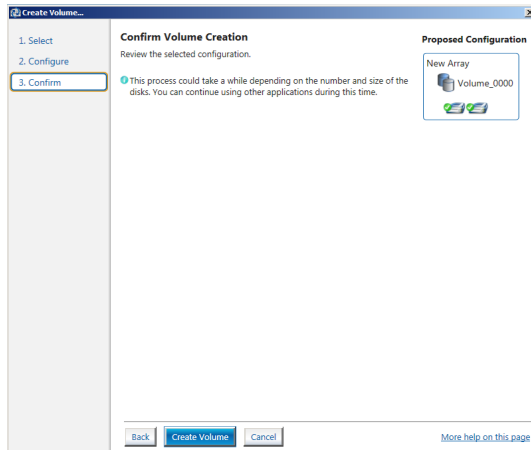 Create Volume...
1. Select
2. Configure
3. Confirm
Confirm Volume Creation
Review the selected configuration.
This process could take a while depending on the number and size of the
disks. You can continue using other applications during this time.
Proposed Configuration
New Array
Volume_0000
Back
Create Volume
Cancel
More help on this page